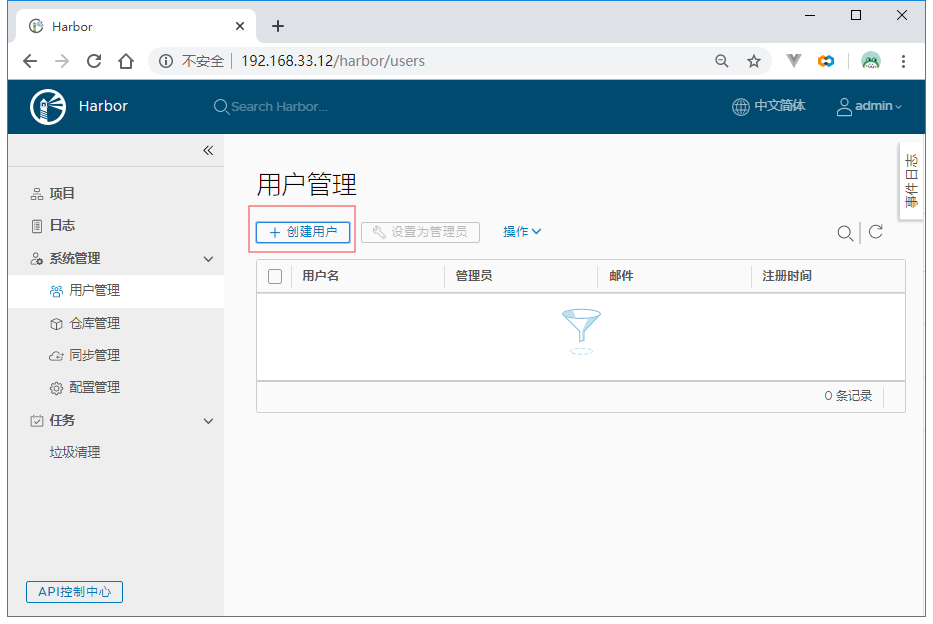 Harbor
不安全 192.168.33.12/harbor/users
Harbor Search Harbor... 中文简体 admin
事件日志
项目
日志
系统管理
用户管理
仓库管理
同步管理
配置管理
任务
垃圾清理
API控制中心
用户管理
+ 创建用户 设置为管理员 操作
用户名 管理员 邮件 注册时间
0 条记录